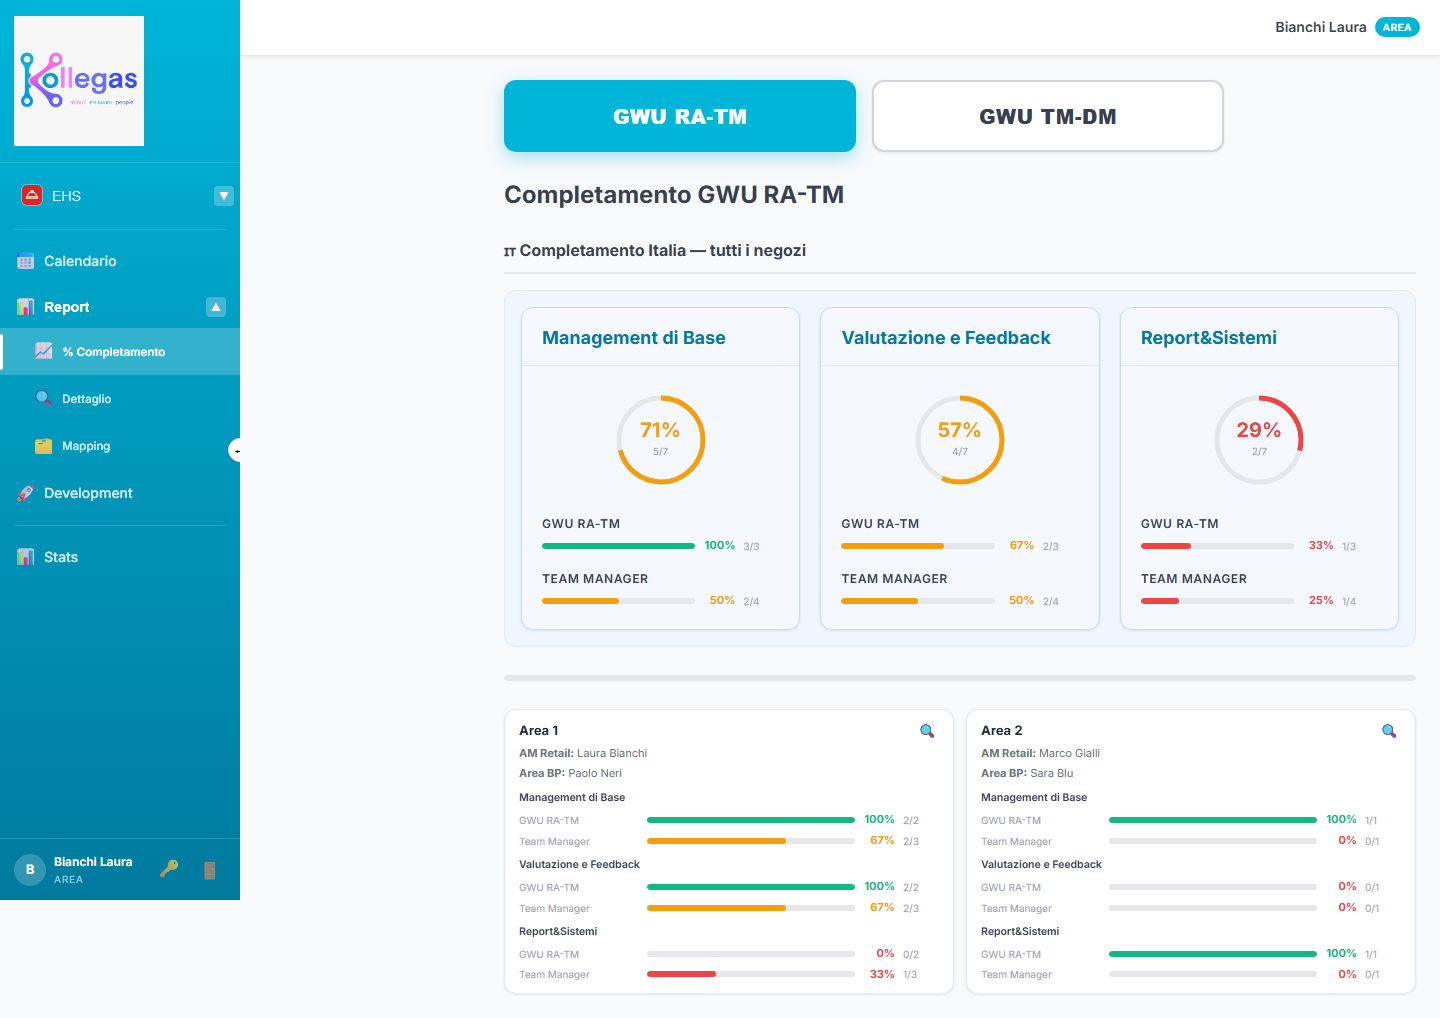 Kollegas
about PRIMARK people
EHS
Calendario
Report
% Completamento
Dettaglio
Mapping
Development
Stats
B
Bianchi Laura
AREA
Bianchi Laura AREA
GWU RA-TM
GWU TM-DM
Completamento GWU RA-TM
IT Completamento Italia — tutti i negozi
Management di Base
71%
5/7
GWU RA-TM
100% 3/3
TEAM MANAGER
50% 2/4
Valutazione e Feedback
57%
4/7
GWU RA-TM
67% 2/3
TEAM MANAGER
50% 2/4
Report&Sistemi
29%
2/7
GWU RA-TM
33% 1/3
TEAM MANAGER
25% 1/4
Area 1
AM Retail: Laura Bianchi
Area BP: Paolo Neri
Management di Base
GWU RA-TM 100% 2/2
Team Manager 67% 2/3
Valutazione e Feedback
GWU RA-TM 100% 2/2
Team Manager 67% 2/3
Report&Sistemi
GWU RA-TM 0% 0/2
Team Manager 33% 1/3
Area 2
AM Retail: Marco Gialli
Area BP: Sara Blu
Management di Base
GWU RA-TM 100% 1/1
Team Manager 0% 0/1
Valutazione e Feedback
GWU RA-TM 0% 0/1
Team Manager 0% 0/1
Report&Sistemi
GWU RA-TM 100% 1/1
Team Manager 0% 0/1